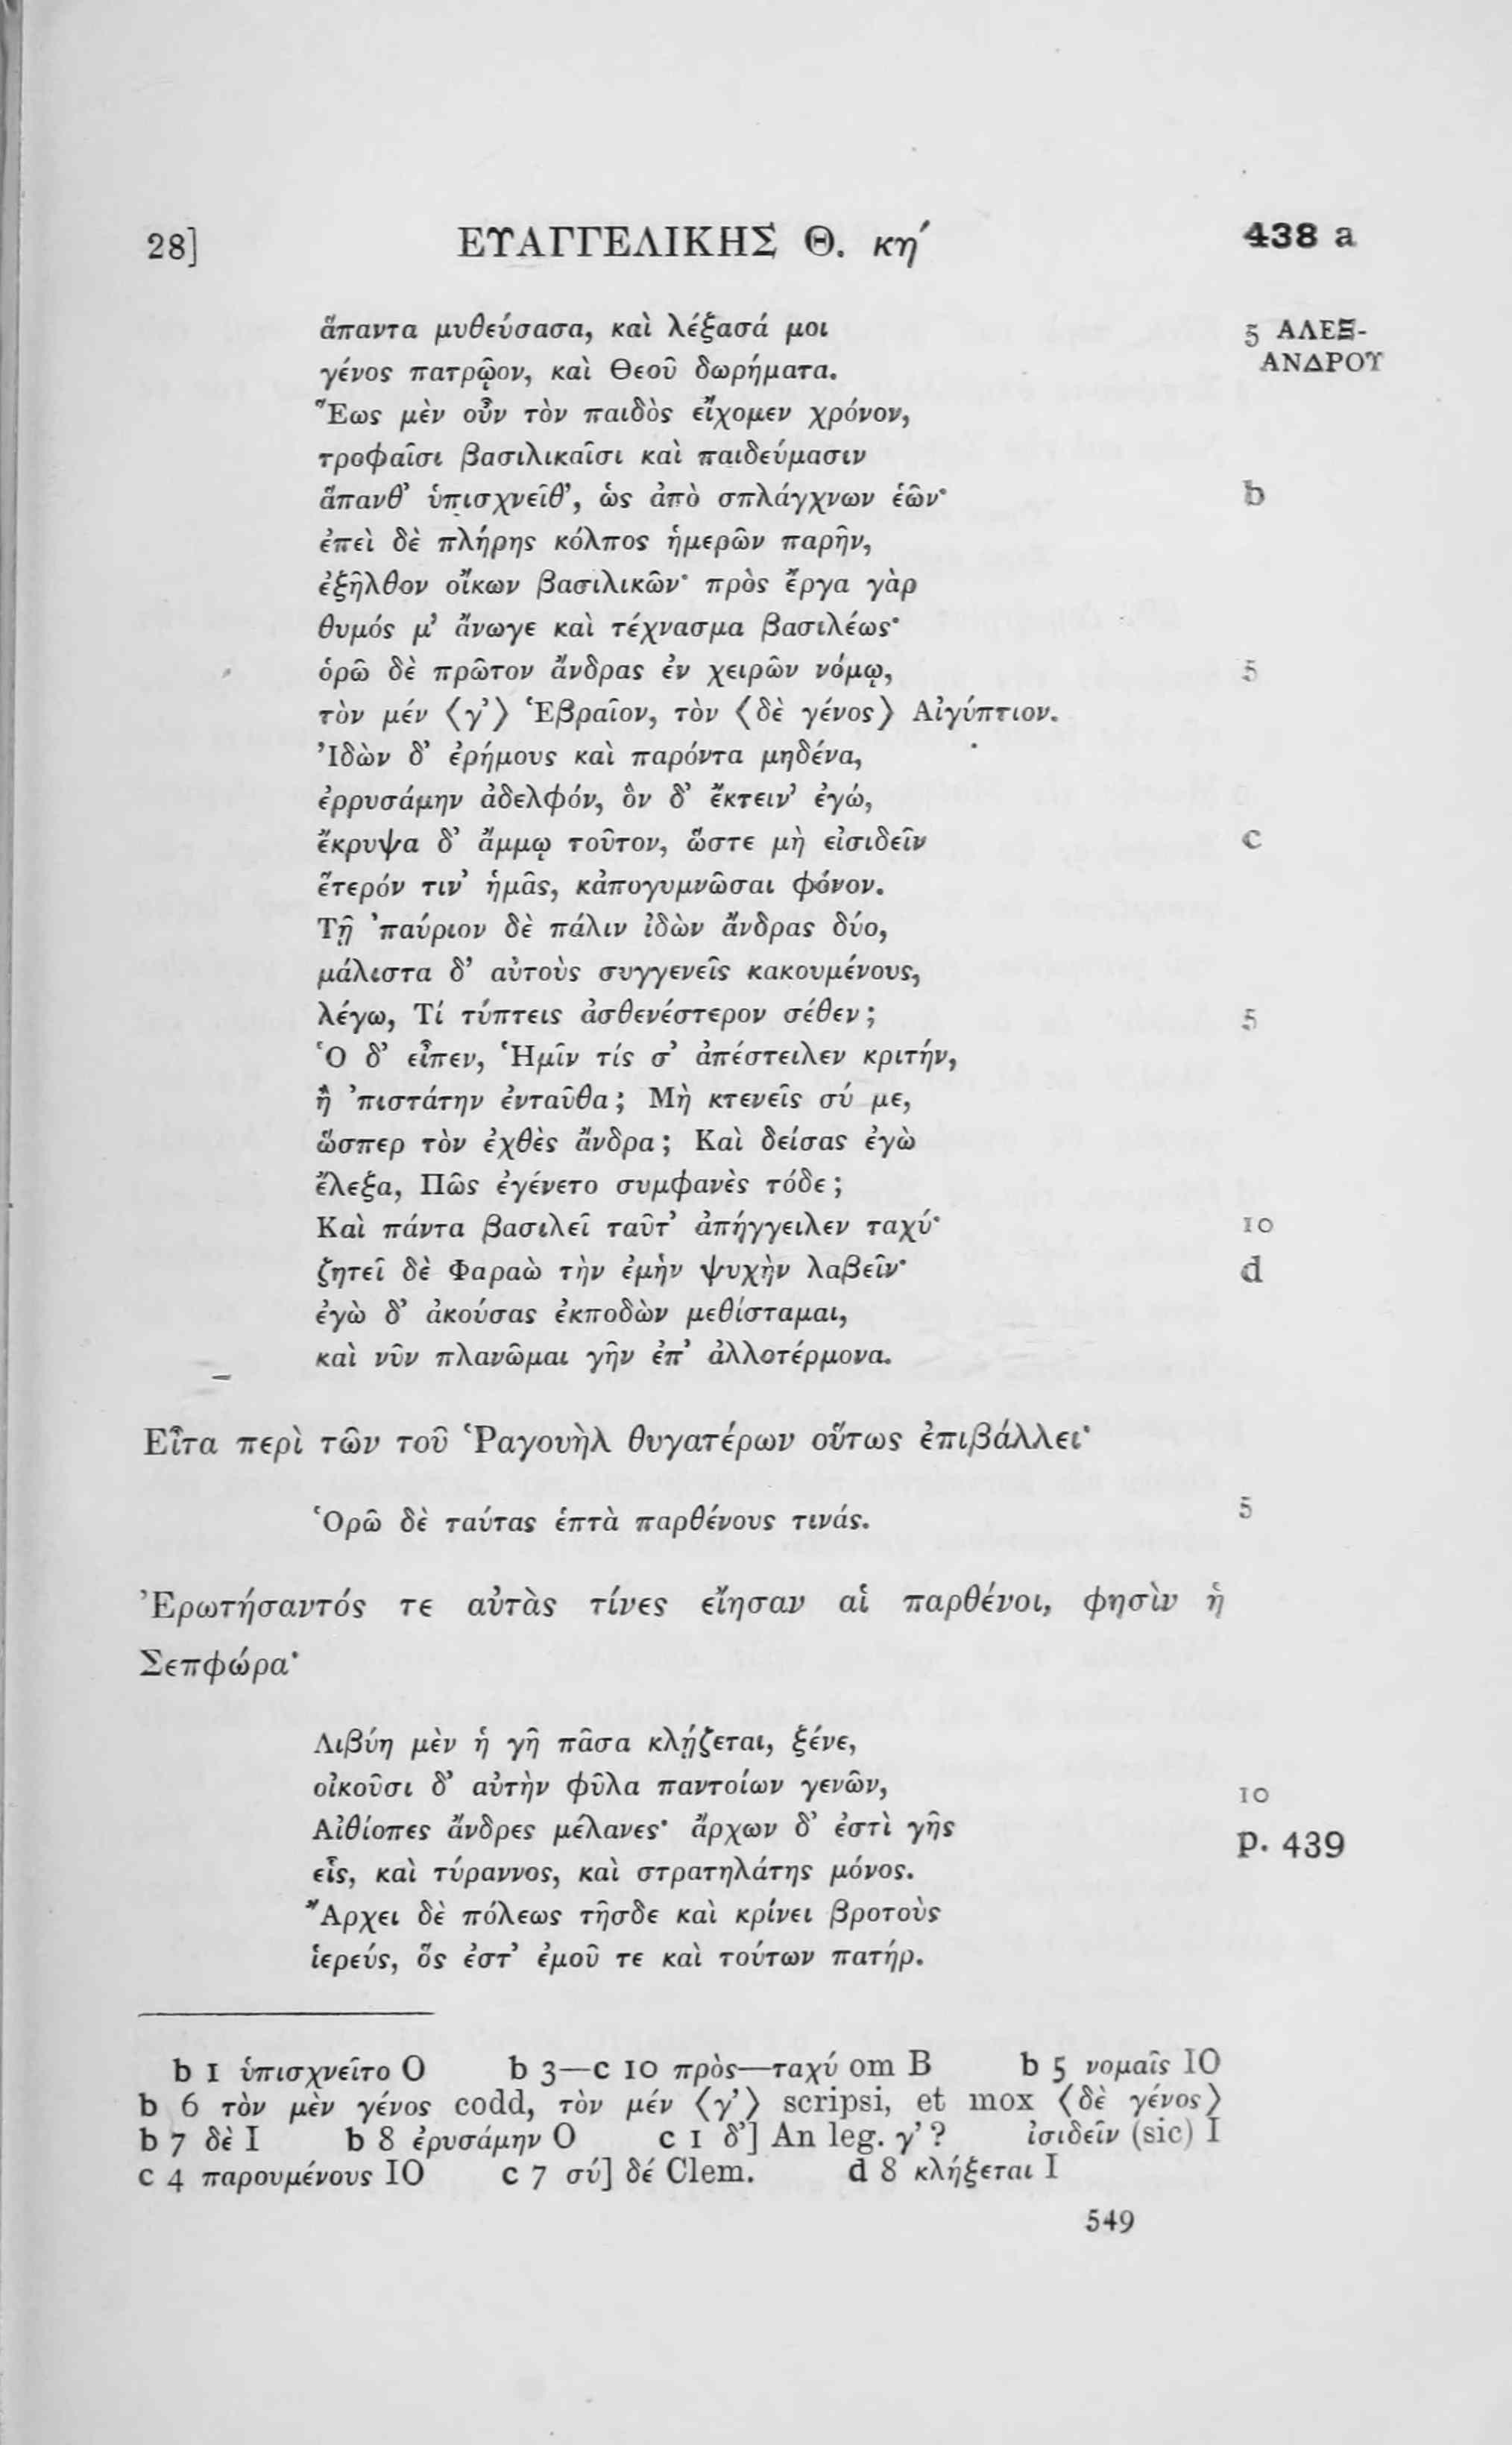 28] ΕΥΑΓΓΕΛΙΚΗΣ Θ. κη΄ 438 a
ἅπαντα μυθεύσασα, καὶ λέξασά μοι 5 ΑΛΕΞ-
γένος πατρῷον, καὶ Θεοῦ δωρήματα. ΑΝΔΡΟΥ
Ἕως μὲν οὖν τὸν παιδὸς εἴχομεν χρόνον,
τροφαῖσι βασιλικαῖσι καὶ παιδεύμασιν
ἅπανθ’ ὑπισχνεῖθ’, ὡς ἀπὸ σπλάγχνων ἑῶν· b
ἐπεὶ δὲ πλήρης κόλπος ἡμερῶν παρῆν,
ἐξῆλθον οἴκων βασιλικῶν· πρὸς ἔργα γὰρ
θυμός μ’ ἄνωγε καὶ τέχνασμα βασιλέως·
ὁρῶ δὲ πρῶτον ἄνδρας ἐν χειρῶν νόμῳ, 5
τὸν μέν ⟨γ’⟩ Ἑβραῖον, τὸν ⟨δὲ γένος⟩ Αἰγύπτιον.
Ἰδὼν δ’ ἐρήμους καὶ παρόντα μηδένα,
ἐρρυσάμην ἀδελφόν, ὃν δ’ ἔκτειν’ ἐγώ,
ἔκρυψα δ’ ἄμμῳ τοῦτον, ὥστε μὴ εἰσιδεῖν c
ἕτερόν τιν’ ἡμᾶς, κἀπογυμνῶσαι φόνον.
Τῇ ’παύριον δὲ πάλιν ἰδὼν ἄνδρας δύο,
μάλιστα δ’ αὐτοὺς συγγενεῖς κακουμένους,
λέγω, Τί τύπτεις ἀσθενέστερον σέθεν; 5
Ὁ δ’ εἶπεν, Ἡμῖν τίς σ’ ἀπέστειλεν κριτήν,
ἢ ’πιστάτην ἐνταῦθα; Μὴ κτενεῖς σύ με,
ὥσπερ τὸν ἐχθὲς ἄνδρα; Καὶ δείσας ἐγὼ
ἔλεξα, Πῶς ἐγένετο συμφανὲς τόδε;
Καὶ πάντα βασιλεῖ ταῦτ’ ἀπήγγειλεν ταχύ· 10
ζητεῖ δὲ Φαραὼ τὴν ἐμὴν ψυχὴν λαβεῖν· d
ἐγὼ δ’ ἀκούσας ἐκποδὼν μεθίσταμαι,
καὶ νῦν πλανῶμαι γῆν ἐπ’ ἀλλοτέρμονα.
Εἶτα περὶ τῶν τοῦ Ῥαγουὴλ θυγατέρων οὕτως ἐπιβάλλει·
Ὁρῶ δὲ ταύτας ἑπτὰ παρθένους τινάς. 5
Ἐρωτήσαντός τε αὐτὰς τίνες εἴησαν αἱ παρθένοι, φησὶν ἡ
Σεπφώρα·
Λιβύη μὲν ἡ γῆ πᾶσα κλῄζεται, ξένε,
οἰκοῦσι δ’ αὐτὴν φῦλα παντοίων γενῶν, 10
Αἰθίοπες ἄνδρες μέλανες· ἄρχων δ’ ἐστὶ γῆς p. 439
εἷς, καὶ τύραννος, καὶ στρατηλάτης μόνος.
Ἄρχει δὲ πόλεως τῆσδε καὶ κρίνει βροτοὺς
ἱερεύς, ὅς ἐστ’ ἐμοῦ τε καὶ τούτων πατήρ.
b 1 ὑπισχνεῖτο O b 3—c 10 πρὸς—ταχύ om B b 5 νομαῖς IO
b 6 τὸν μὲν γένος codd, τὸν μέν ⟨γ’⟩ scripsi, et mox ⟨δὲ γένος⟩
b 7 δὲ I b 8 ἐρυσάμην O c 1 δ’] An leg. γ’? ἰσιδεῖν (sic) I
c 4 παρουμένους IO c 7 σύ] δέ Clem. d 8 κλήξεται I
549